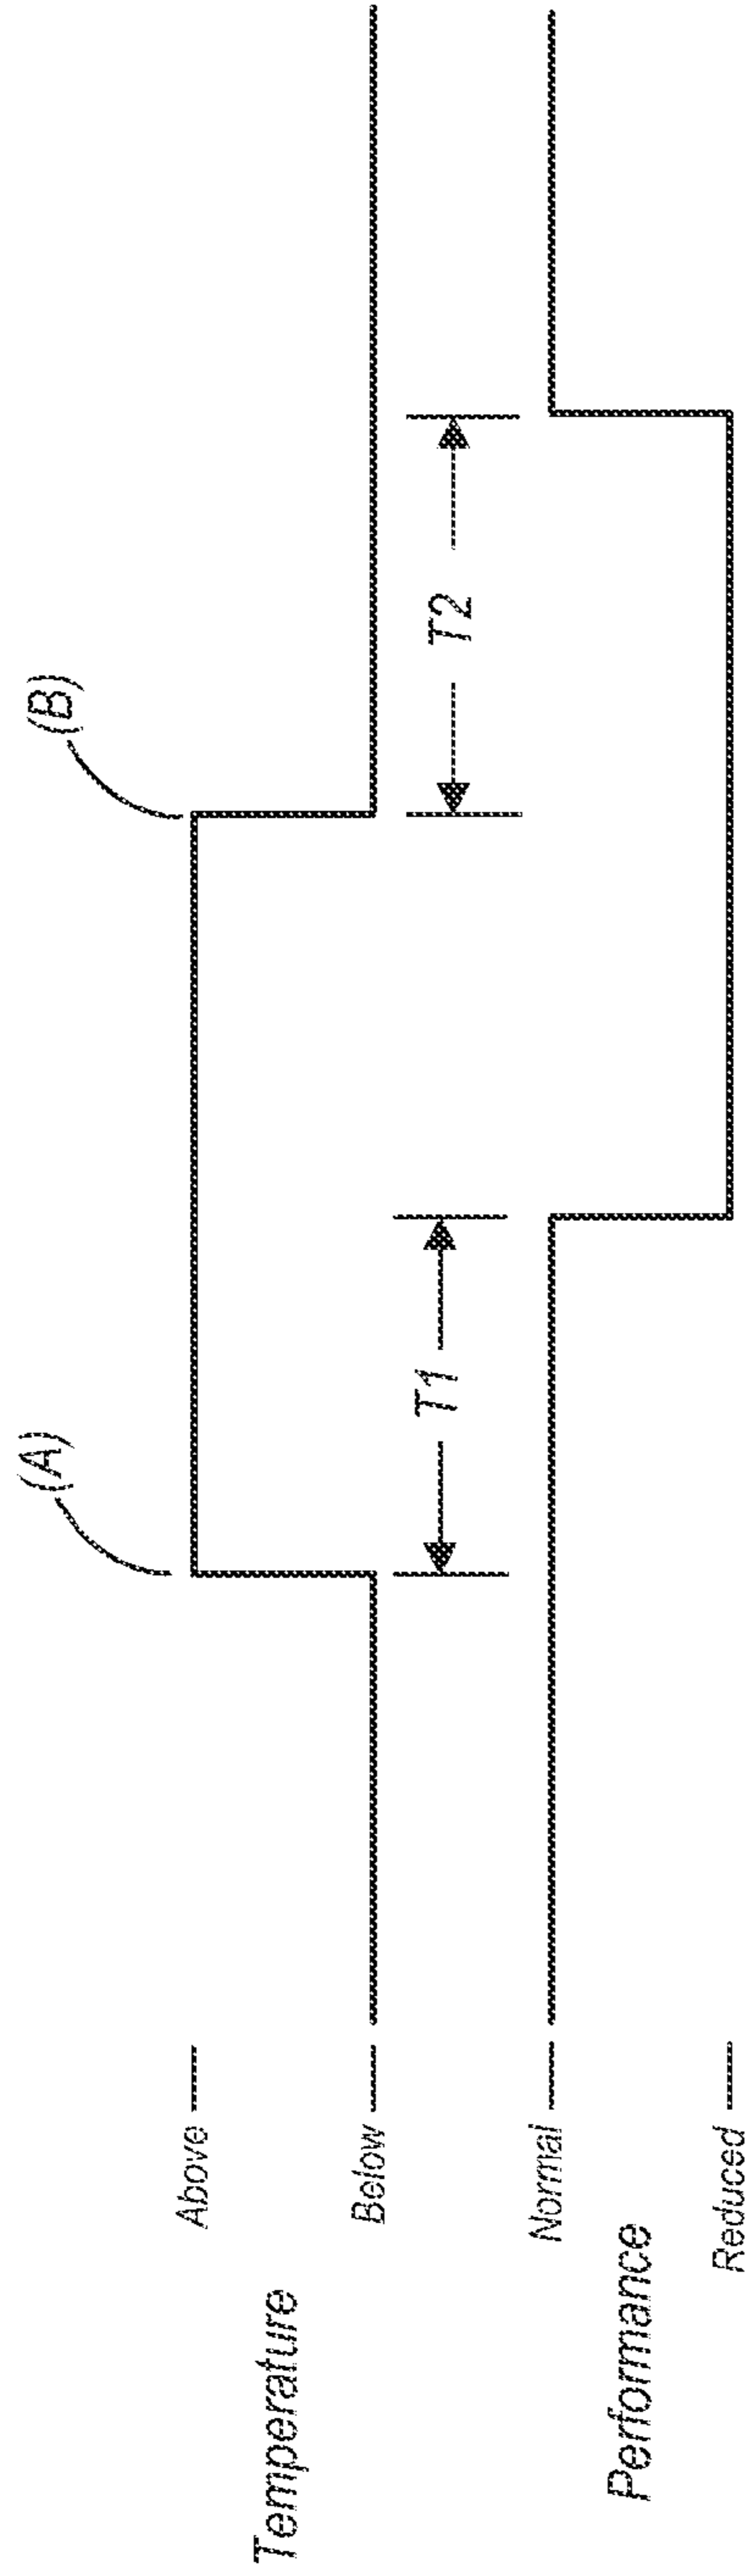 (A)
(B)
Above
Temperature
Below
T1
T2
Normal
Performance
Reduced